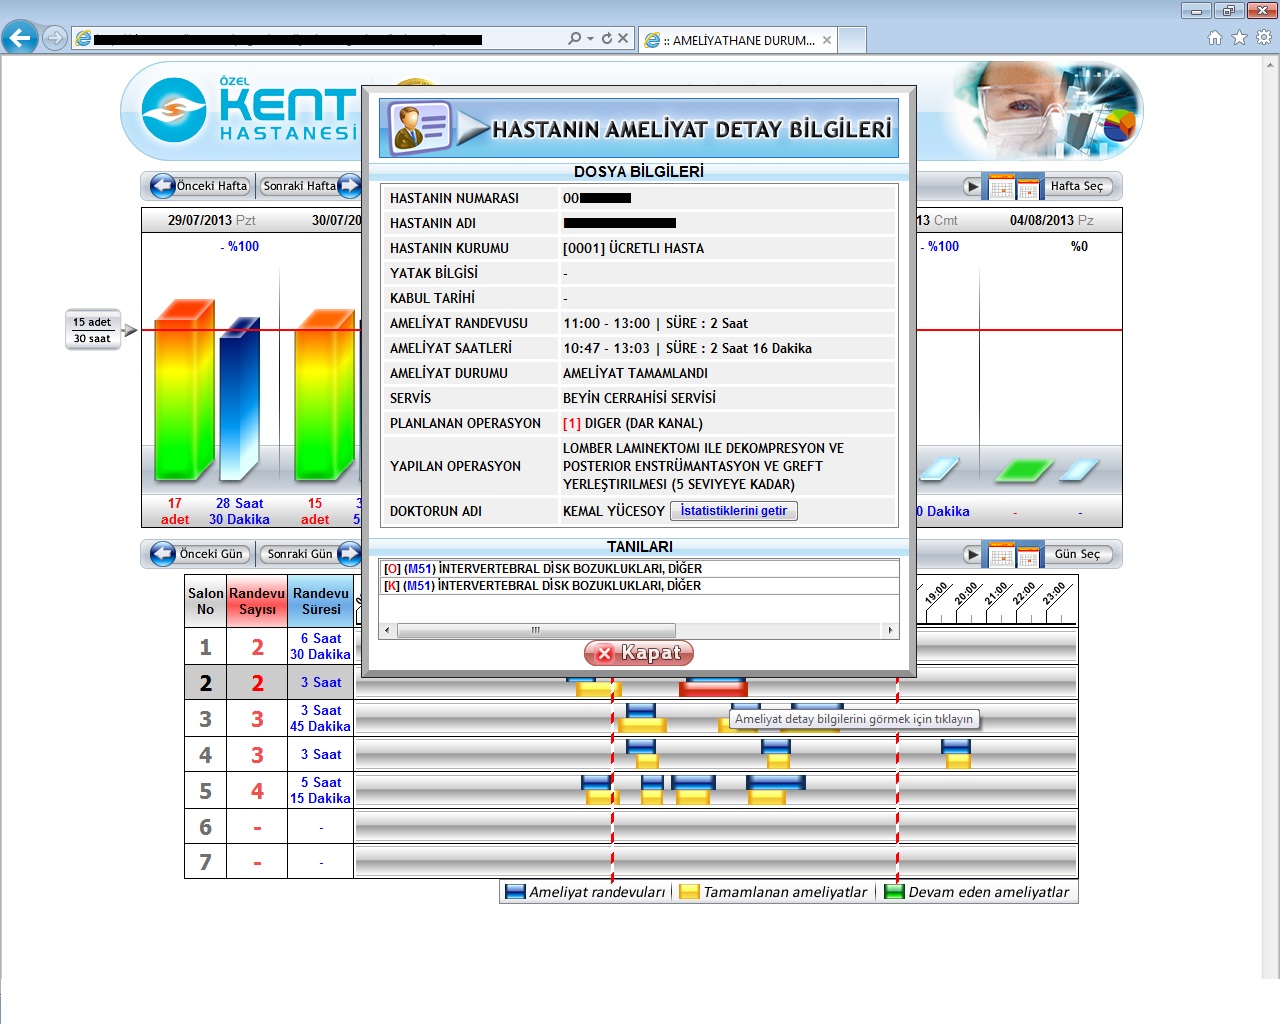 :: AMELİYATHANE DURUM...
ÖZEL
KENT
HASTANESİ
HASTANIN AMELİYAT DETAY BİLGİLERİ
DOSYA BİLGİLERİ
HASTANIN NUMARASI 00
HASTANIN ADI
HASTANIN KURUMU [0001] ÜCRETLI HASTA
YATAK BİLGİSİ -
KABUL TARİHİ -
AMELİYAT RANDEVUSU 11:00 - 13:00 | SÜRE : 2 Saat
AMELİYAT SAATLERİ 10:47 - 13:03 | SÜRE : 2 Saat 16 Dakika
AMELİYAT DURUMU AMELİYAT TAMAMLANDI
SERVİS BEYİN CERRAHİSİ SERVİSİ
PLANLANAN OPERASYON [1] DIGER (DAR KANAL)
YAPILAN OPERASYON LOMBER LAMINEKTOMI ILE DEKOMPRESYON VE
POSTERIOR ENSTRÜMANTASYON VE GREFT
YERLEŞTIRILMESI (5 SEVIYEYE KADAR)
DOKTORUN ADI KEMAL YÜCESOY İstatistiklerini getir
TANILARI
[O] (M51) İNTERVERTEBRAL DİSK BOZUKLUKLARI, DİĞER
[K] (M51) İNTERVERTEBRAL DİSK BOZUKLUKLARI, DİĞER
Kapat
Önceki Hafta Sonraki Hafta Hafta Seç
29/07/2013 Pzt 30/07/20 13 Cmt 04/08/2013 Pz
- %100 - %100 %0
15 adet
30 saat
17 28 Saat 15 3
adet 30 Dakika adet 5 0 Dakika - -
Önceki Gün Sonraki Gün Gün Seç
Salon Randevu Randevu
No Sayısı Süresi
19:00 20:00 21:00 22:00 23:00
1 2 6 Saat
30 Dakika
2 2 3 Saat
3 3 3 Saat
45 Dakika
Ameliyat detay bilgilerini görmek için tıklayın
4 3 3 Saat
5 4 5 Saat
15 Dakika
6 - -
7 - -
Ameliyat randevuları Tamamlanan ameliyatlar Devam eden ameliyatlar